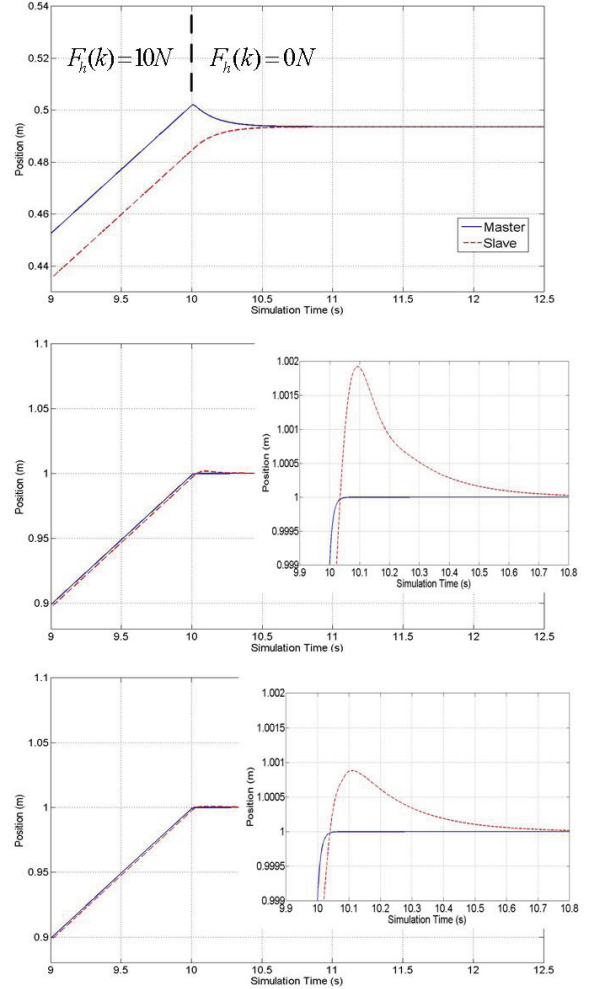 0.54
0.52
0.5
0.48
0.46
0.44
Position (m)
F_h(k)=10N F_h(k)=0N
Master
Slave
9 9.5 10 10.5 11 11.5 12 12.5
Simulation Time (s)
1.1
1.05
1
0.95
0.9
Position (m)
9 9.5 10 10.5 11 11.5 12 12.5
Simulation Time (s)
1.002
1.0015
1.001
1.0005
1
0.9995
0.999
Position (m)
9.9 10 10.1 10.2 10.3 10.4 10.5 10.6 10.7 10.8
Simulation Time (s)
1.1
1.05
1
0.95
0.9
Position (m)
9 9.5 10 10.5 11 11.5 12 12.5
Simulation Time (s)
1.002
1.0015
1.001
1.0005
1
0.9995
0.999
Position (m)
9.9 10 10.1 10.2 10.3 10.4 10.5 10.6 10.7 10.8
Simulation Time (s)